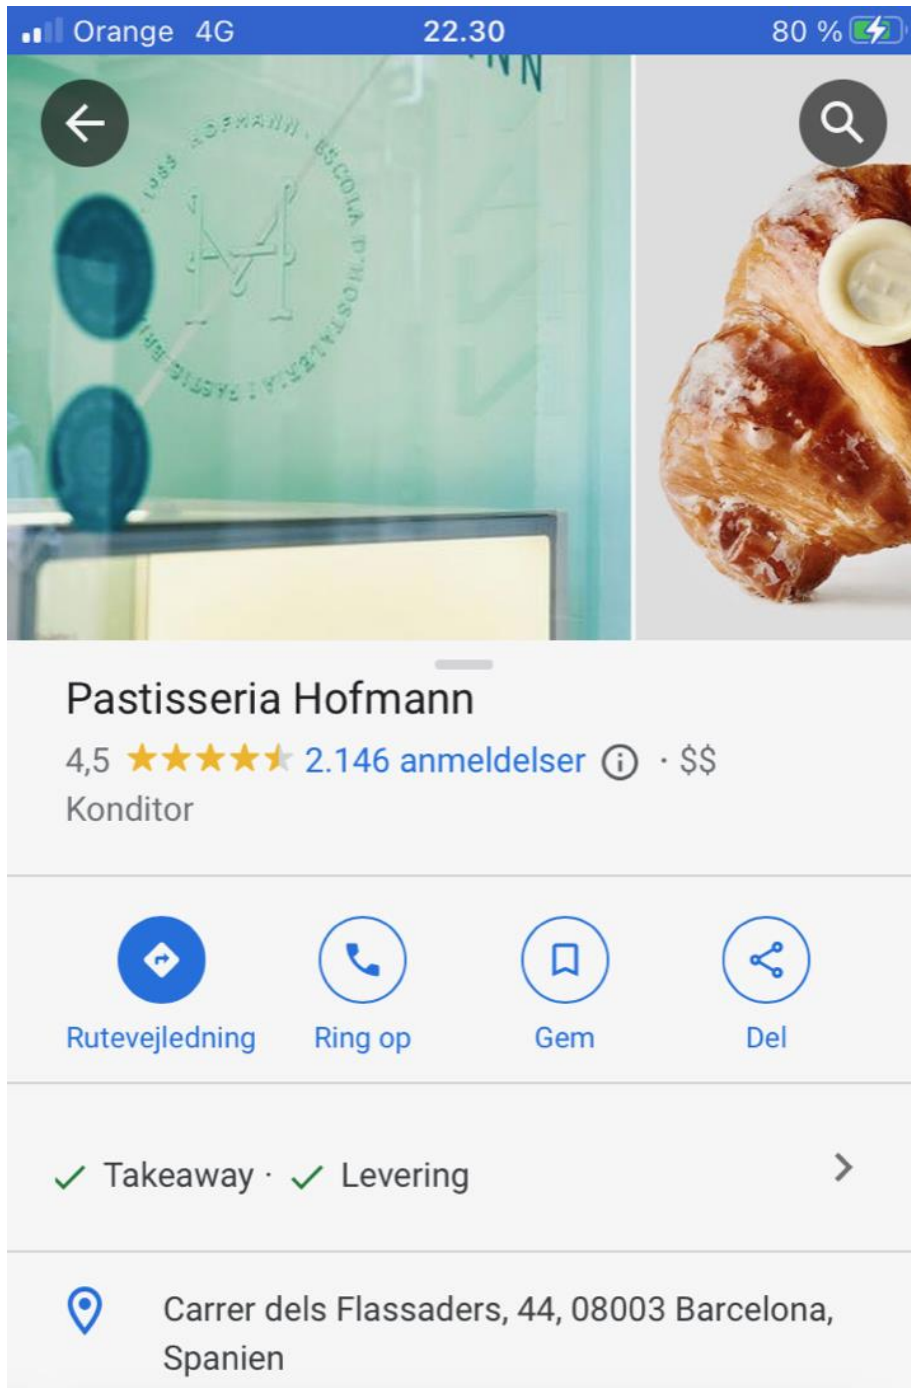 Orange 4G 22.30 80 %
1983 HOFMANN · ESCOLA D'HOSTALERIA I PASTISSERIA
Pastisseria Hofmann
4,5 2.146 anmeldelser · $$
Konditor
Rutevejledning Ring op Gem Del
Takeaway · Levering
Carrer dels Flassaders, 44, 08003 Barcelona,
Spanien